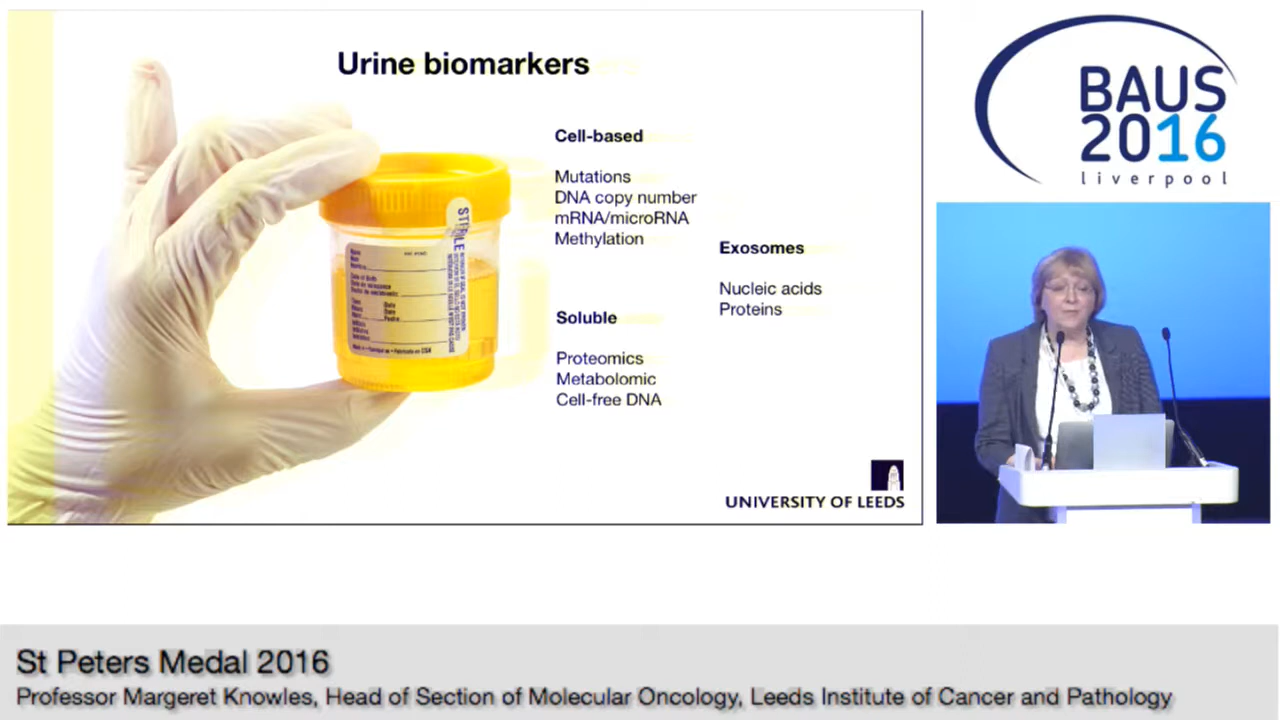 Urine biomarkers
Cell-based
Mutations
DNA copy number
mRNA/microRNA
Methylation
Exosomes
Nucleic acids
Proteins
Soluble
Proteomics
Metabolomic
Cell-free DNA
STERILE
UNIVERSITY OF LEEDS
BAUS
2016
liverpool
St Peters Medal 2016
Professor Margeret Knowles, Head of Section of Molecular Oncology, Leeds Institute of Cancer and Pathology